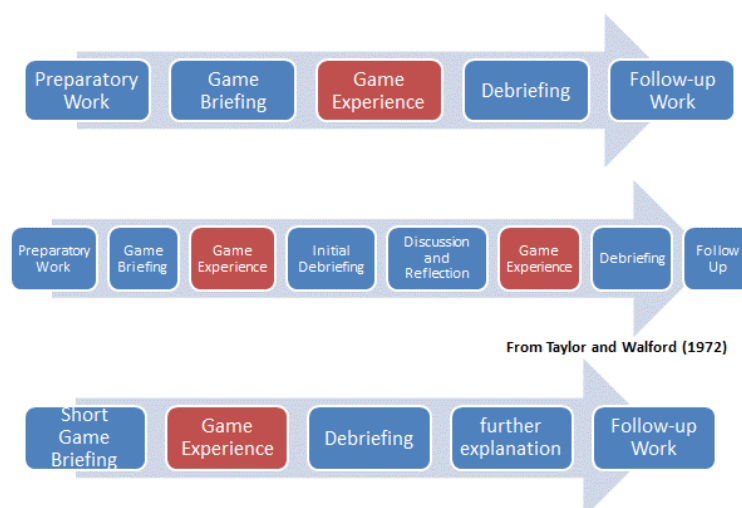 Preparatory
Work
Game
Briefing
Game
Experience
Debriefing
Follow-up
Work
Preparatory
Work
Game
Briefing
Game
Experience
Initial
Debriefing
Discussion
and
Reflection
Game
Experience
Debriefing
Follow
Up
From Taylor and Walford (1972)
Short
Game
Briefing
Game
Experience
Debriefing
further
explanation
Follow-up
Work